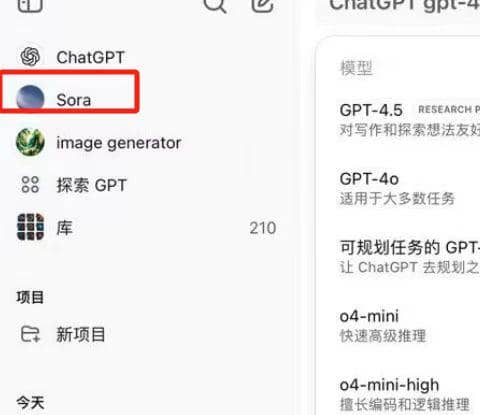 ChatGPT gpt-4
ChatGPT
Sora
image generator
探索 GPT
库
210
项目
新项目
今天
模型
GPT-4.5 RESEARCH P
对写作和探索想法友好
GPT-4o
适用于大多数任务
可规划任务的 GPT-
让 ChatGPT 去规划之
o4-mini
快速高级推理
o4-mini-high
擅长编码和逻辑推理